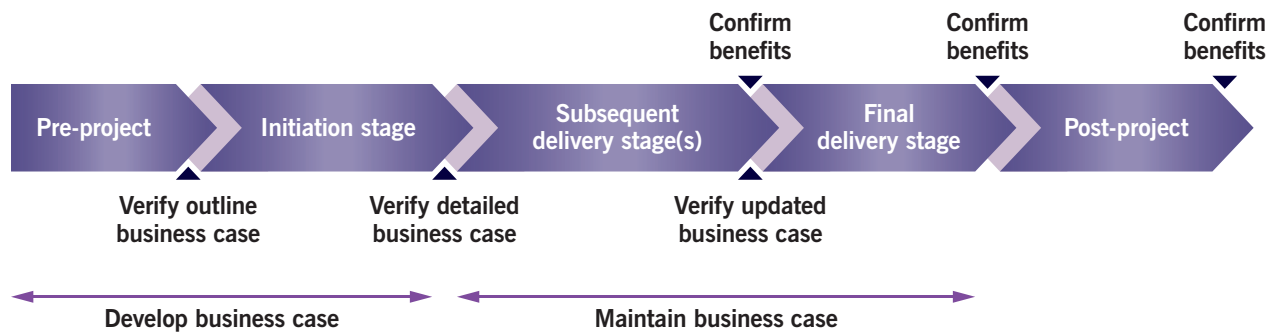 Confirm
benefits
Confirm
benefits
Confirm
benefits
Pre-project
Initiation stage
Subsequent
delivery stage(s)
Final
delivery stage
Post-project
Verify outline
business case
Verify detailed
business case
Verify updated
business case
Develop business case
Maintain business case